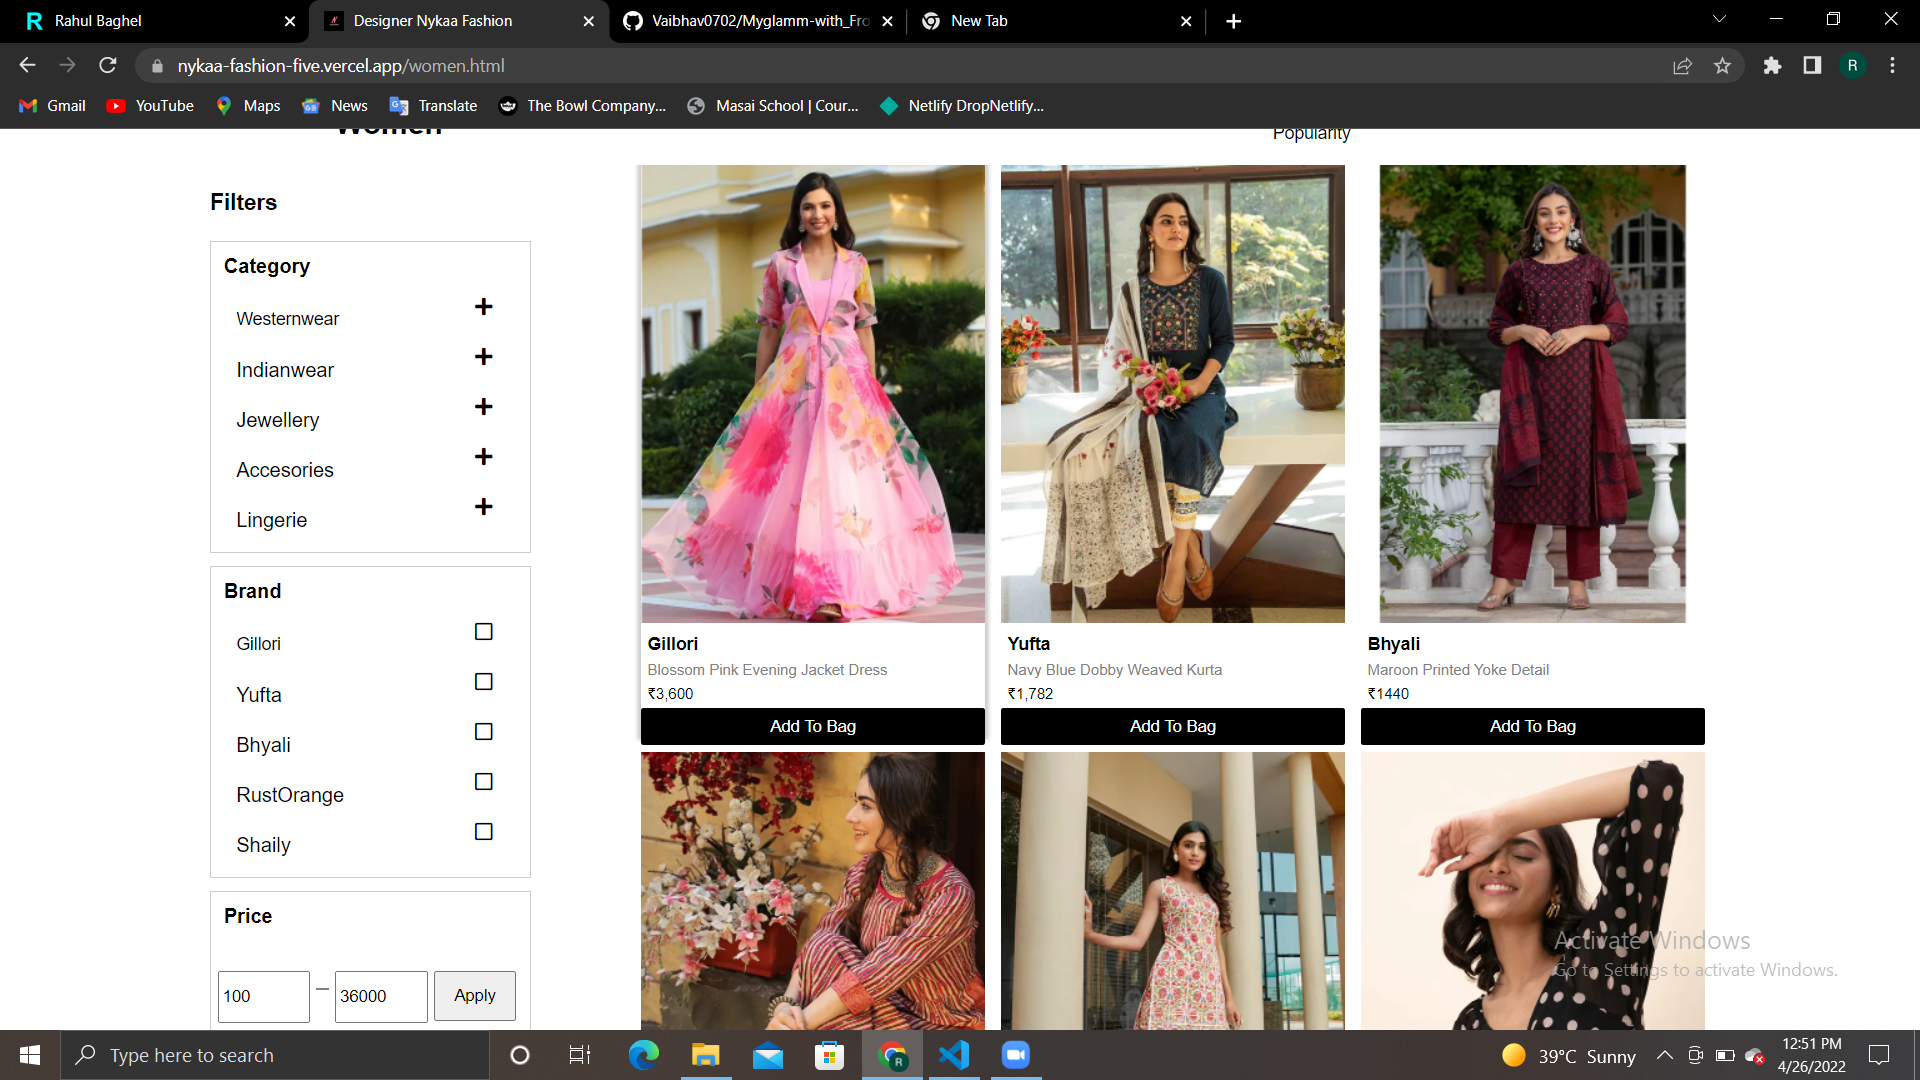 Rahul Baghel
Designer Nykaa Fashion
Vaibhav0702/Myglamm-with_Fro
New Tab
nykaa-fashion-five.vercel.app/women.html
R
Gmail
YouTube
Maps
News
Translate
The Bowl Company...
Masai School | Cour...
Netlify DropNetlify...
Women
Popularity
Filters
Category
Westernwear
Indianwear
Jewellery
Accesories
Lingerie
Brand
Gillori
Yufta
Bhyali
RustOrange
Shaily
Price
100 – 36000 Apply
Gillori
Blossom Pink Evening Jacket Dress
₹3,600
Add To Bag
Yufta
Navy Blue Dobby Weaved Kurta
₹1,782
Add To Bag
Bhyali
Maroon Printed Yoke Detail
₹1440
Add To Bag
Activate Windows
Go to Settings to activate Windows.
Type here to search
39°C Sunny
12:51 PM
4/26/2022